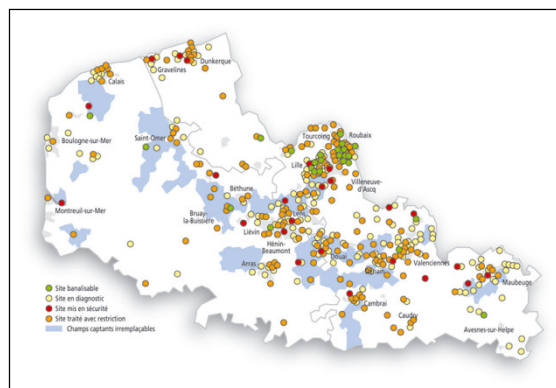 Dunkerque
Gravelines
Calais
Tourcoing
Roubaix
Saint-Omer
Boulogne-sur-Mer
Lille
Villeneuve-
d'Ascq
Béthune
Lens
Bruay-
la-Buissière
Montreuil-sur-Mer
Liévin
Hénin-
Beaumont
Douai
Valenciennes
Arras
Denain
Maubeuge
Cambrai
Caudry
Avesnes-sur-Helpe
Site banalisable
Site en diagnostic
Site mis en sécurité
Site traité avec restriction
Champs captants irremplaçables